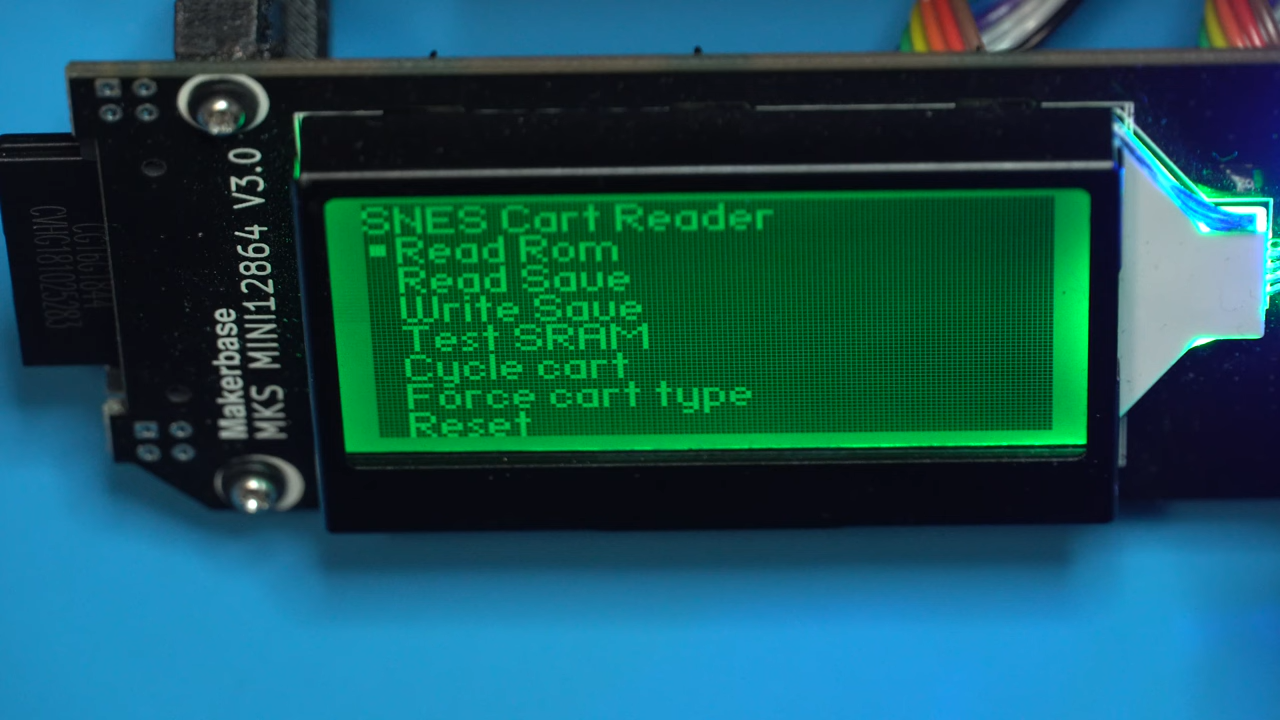 SNES Cart Reader
Read Rom
Read Save
Write Save
Test SRAM
Cycle cart
Force cart type
Reset
Makerbase
MKS MINI12864 V3.0